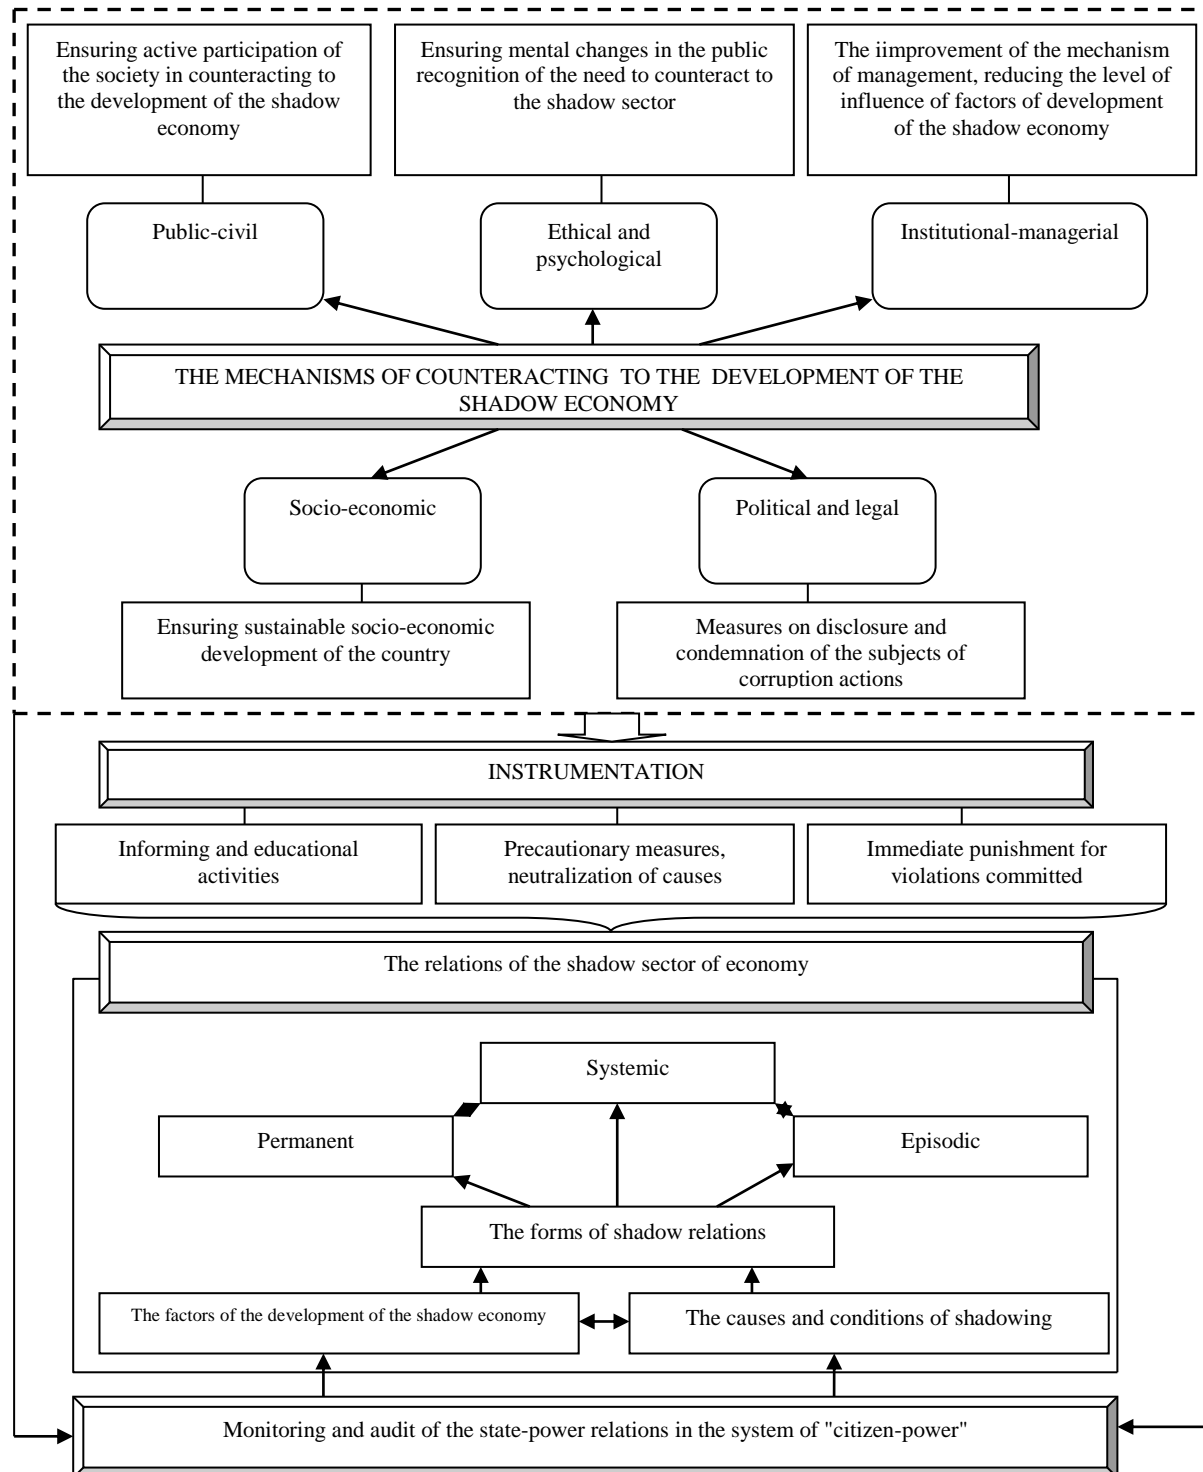 Ensuring active participation of
the society in counteracting to
the development of the shadow
economy
Ensuring mental changes in the public
recognition of the need to counteract to
the shadow sector
The iimprovement of the mechanism
of management, reducing the level of
influence of factors of development
of the shadow economy
Public-civil
Ethical and
psychological
Institutional-managerial
THE MECHANISMS OF COUNTERACTING TO THE DEVELOPMENT OF THE
SHADOW ECONOMY
Socio-economic
Political and legal
Ensuring sustainable socio-economic
development of the country
Measures on disclosure and
condemnation of the subjects of
corruption actions
INSTRUMENTATION
Informing and educational
activities
Precautionary measures,
neutralization of causes
Immediate punishment for
violations committed
The relations of the shadow sector of economy
Systemic
Permanent
Episodic
The forms of shadow relations
The factors of the development of the shadow economy
The causes and conditions of shadowing
Monitoring and audit of the state-power relations in the system of "citizen-power"